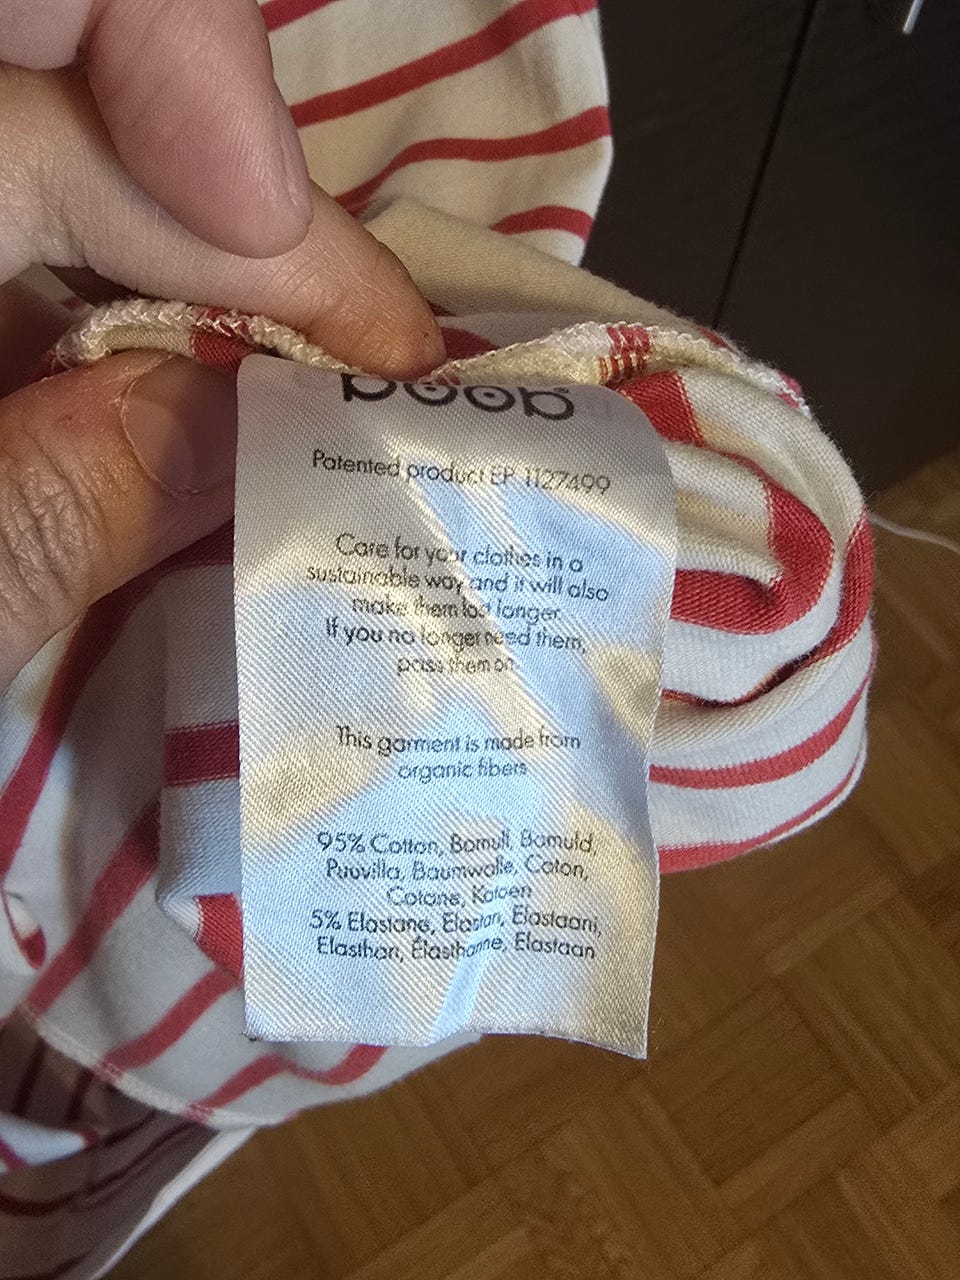 boob
Patented product EP 1127499
Care for your clothes in a
sustainable way and it will also
make them last longer.
If you no longer need them,
pass them on.
This garment is made from
organic fibers
95% Cotton, Bomull, Bomuld,
Puuvilla, Baumwolle, Coton,
Cotone, Katoen
5% Elastane, Elastan, Elastaani,
Elasthan, Élasthanne, Elastaan